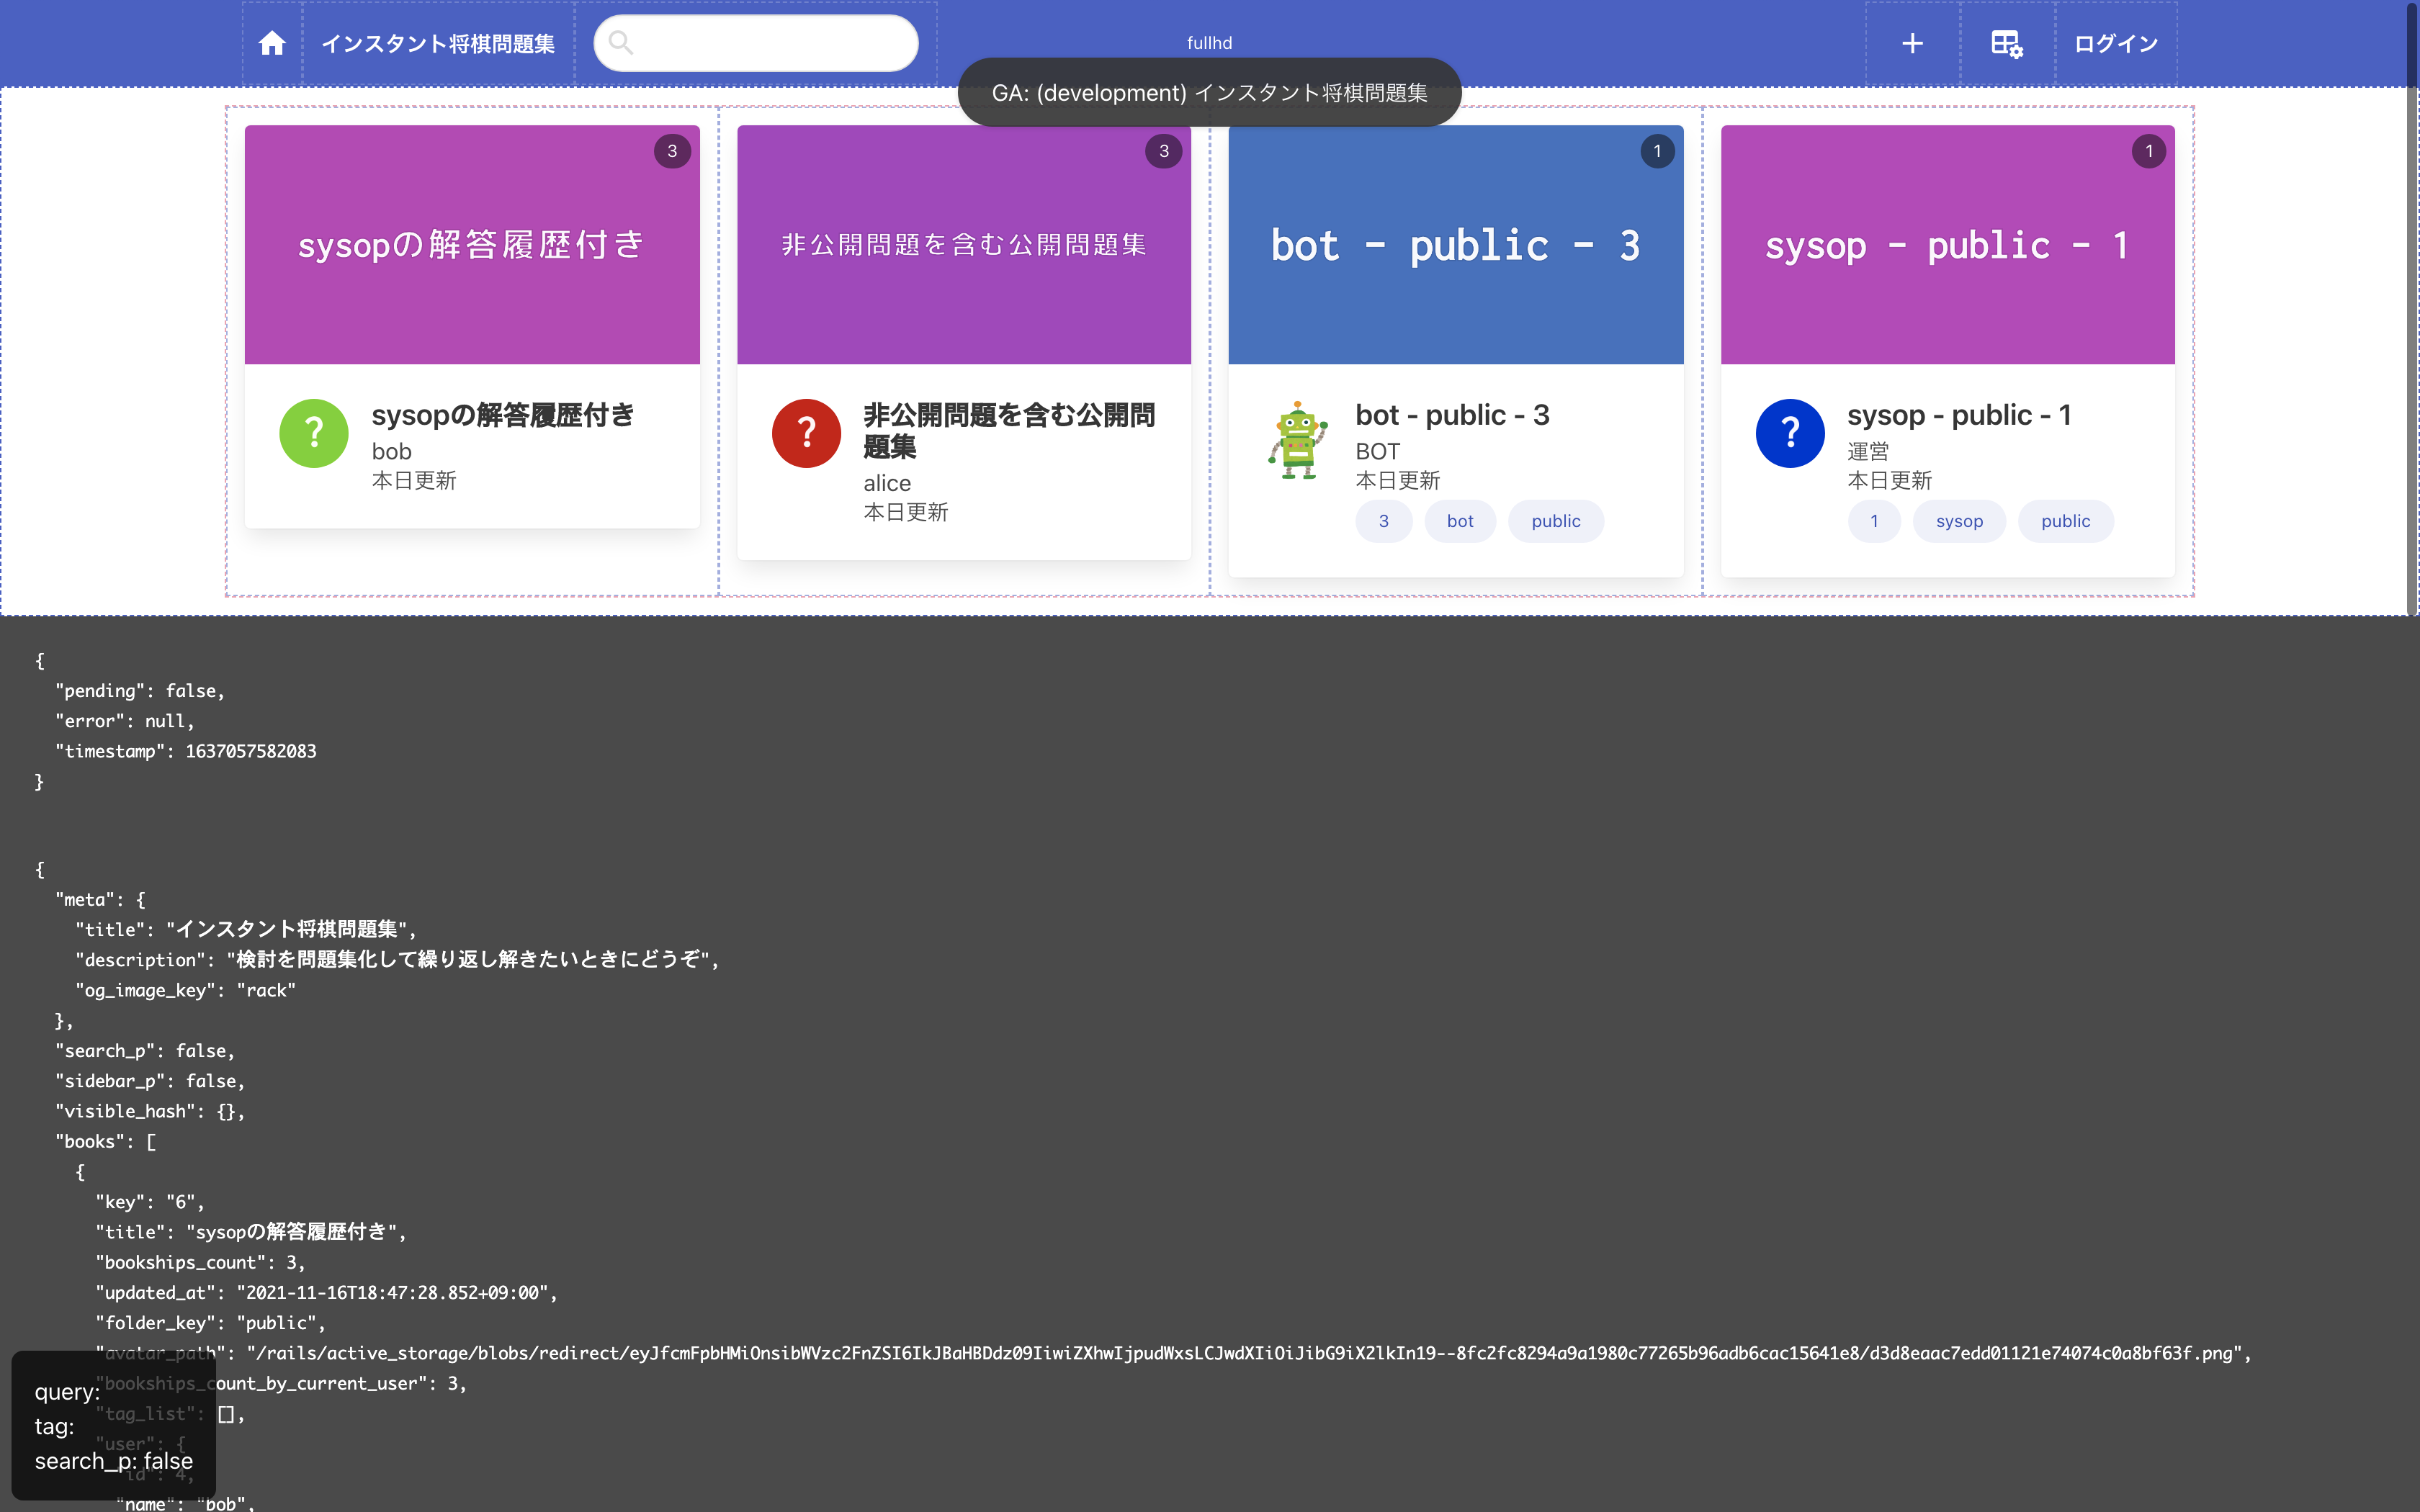 インスタント将棋問題集
fullhd
ログイン
GA: (development) インスタント将棋問題集
3
sysopの解答履歴付き
?
sysopの解答履歴付き
bob
本日更新
3
非公開問題を含む公開問題集
?
非公開問題を含む公開問
題集
alice
本日更新
1
bot - public - 3
bot - public - 3
BOT
本日更新
3 bot public
1
sysop - public - 1
?
sysop - public - 1
運営
本日更新
1 sysop public
{
"pending": false,
"error": null,
"timestamp": 1637057582083
}
{
"meta": {
"title": "インスタント将棋問題集",
"description": "検討を問題集化して繰り返し解きたいときにどうぞ",
"og_image_key": "rack"
},
"search_p": false,
"sidebar_p": false,
"visible_hash": {},
"books": [
{
"key": "6",
"title": "sysopの解答履歴付き",
"bookships_count": 3,
"updated_at": "2021-11-16T18:47:28.852+09:00",
"folder_key": "public",
"avatar_path": "/rails/active_storage/blobs/redirect/eyJfcmFpbHMiOnsibWVzc2FnZSI6IkJBaHBDdz09IiwiZXhwIjpudWxsLCJwdXIiOiJibG9iX2lkIn19--8fc2fc8294a9a1980c77265b96adb6cac15641e8/d3d8eaac7edd01121e74074c0a8bf63f.png",
"bookships_count_by_current_user": 3,
"tag_list": [],
"user": {
"id": 4,
"name": "bob",
query:
tag:
search_p: false